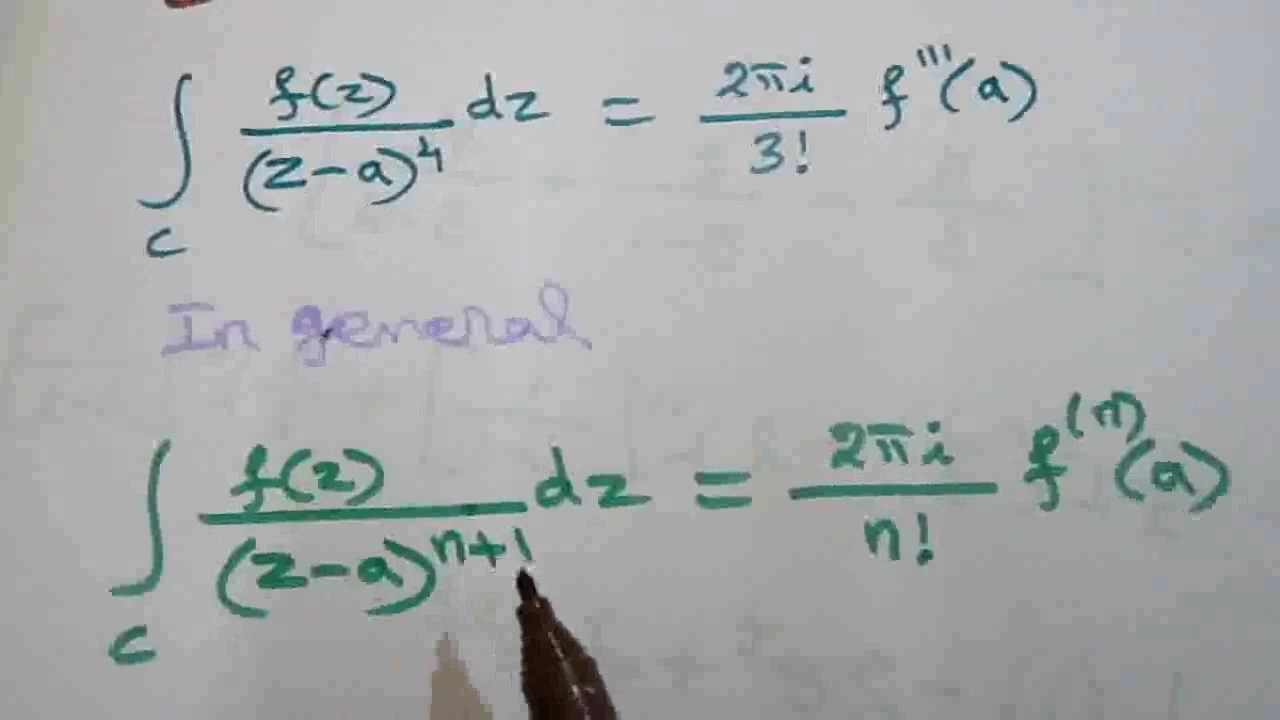 ∫_C f(z)/(z-a)^4 dz = 2πi/3! f'''(a)
In general
∫_C f(z)/(z-a)^{n+1} dz = 2πi/n! f^{(n)}(a)